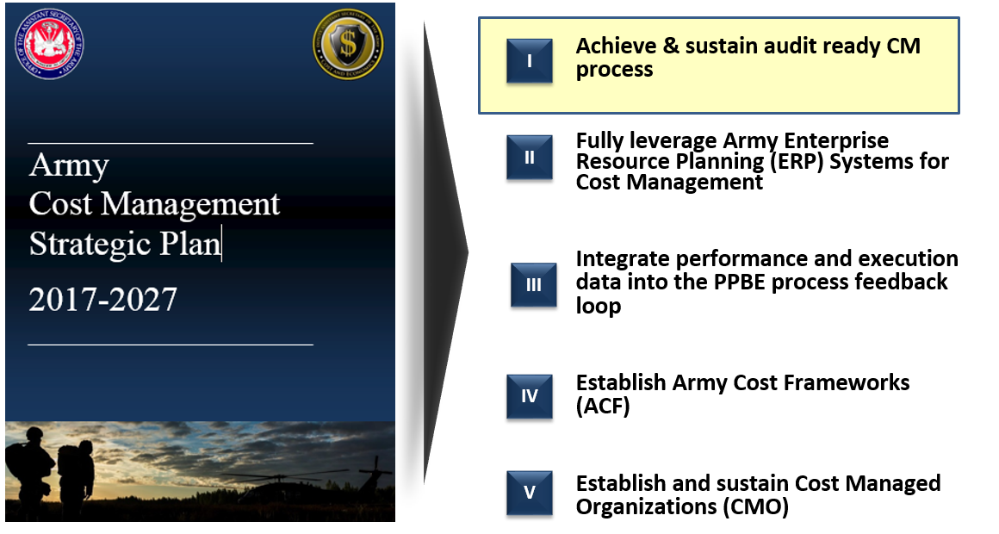 Army
Cost Management
Strategic Plan
2017-2027
I
Achieve & sustain audit ready CM
process
II
Fully leverage Army Enterprise
Resource Planning (ERP) Systems for
Cost Management
III
Integrate performance and execution
data into the PPBE process feedback
loop
IV
Establish Army Cost Frameworks
(ACF)
V
Establish and sustain Cost Managed
Organizations (CMO)